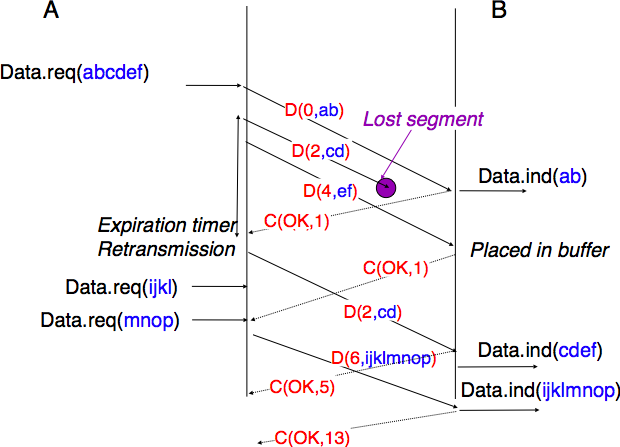 A
B
Data.req(abcdef)
D(0,ab)
Lost segment
D(2,cd)
Data.ind(ab)
D(4,ef)
C(OK,1)
Expiration timer
Retransmission
Placed in buffer
C(OK,1)
Data.req(ijkl)
D(2,cd)
Data.req(mnop)
Data.ind(cdef)
D(6,ijklmnop)
C(OK,5)
Data.ind(ijklmnop)
C(OK,13)